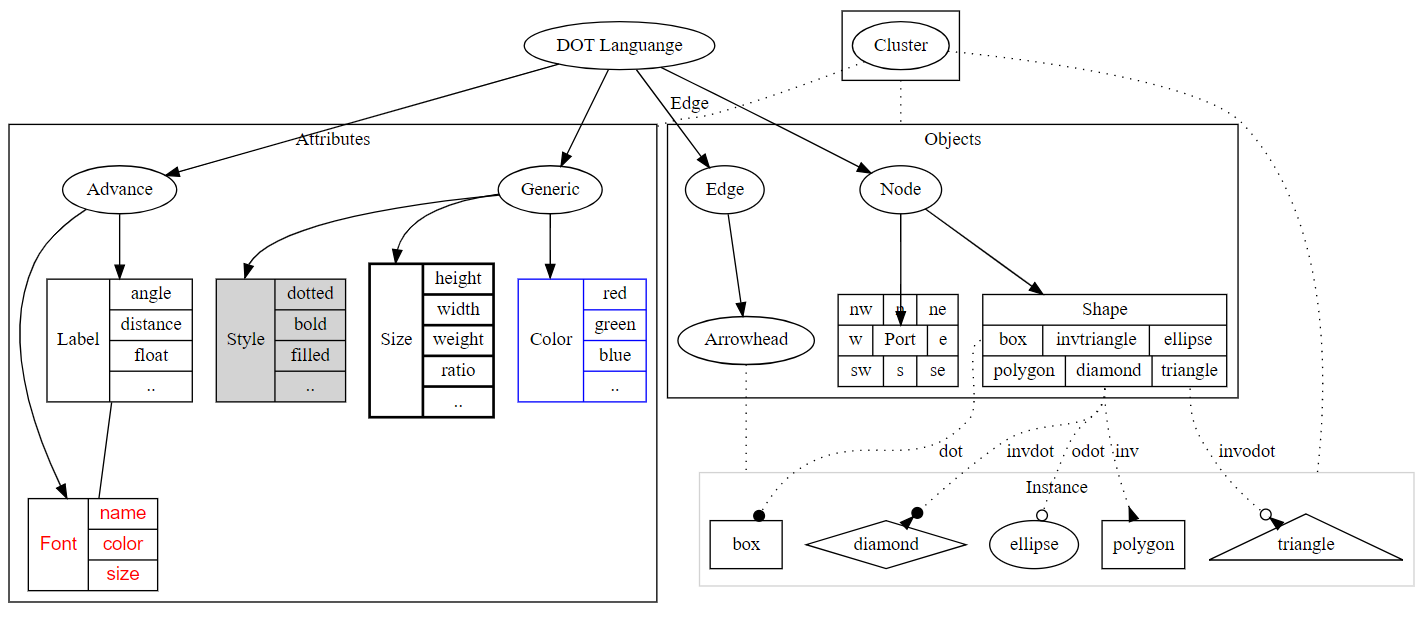 DOT Languange
Cluster
Edge
Attributes
Objects
Advance
Generic
Edge
Node
Label
angle
distance
float
..
Style
dotted
bold
filled
..
Size
height
width
weight
ratio
..
Color
red
green
blue
..
Arrowhead
nw n ne
w Port e
sw s se
Shape
box invtriangle ellipse
polygon diamond triangle
dot invdot odot inv invodot
Instance
Font
name
color
size
box diamond ellipse polygon triangle